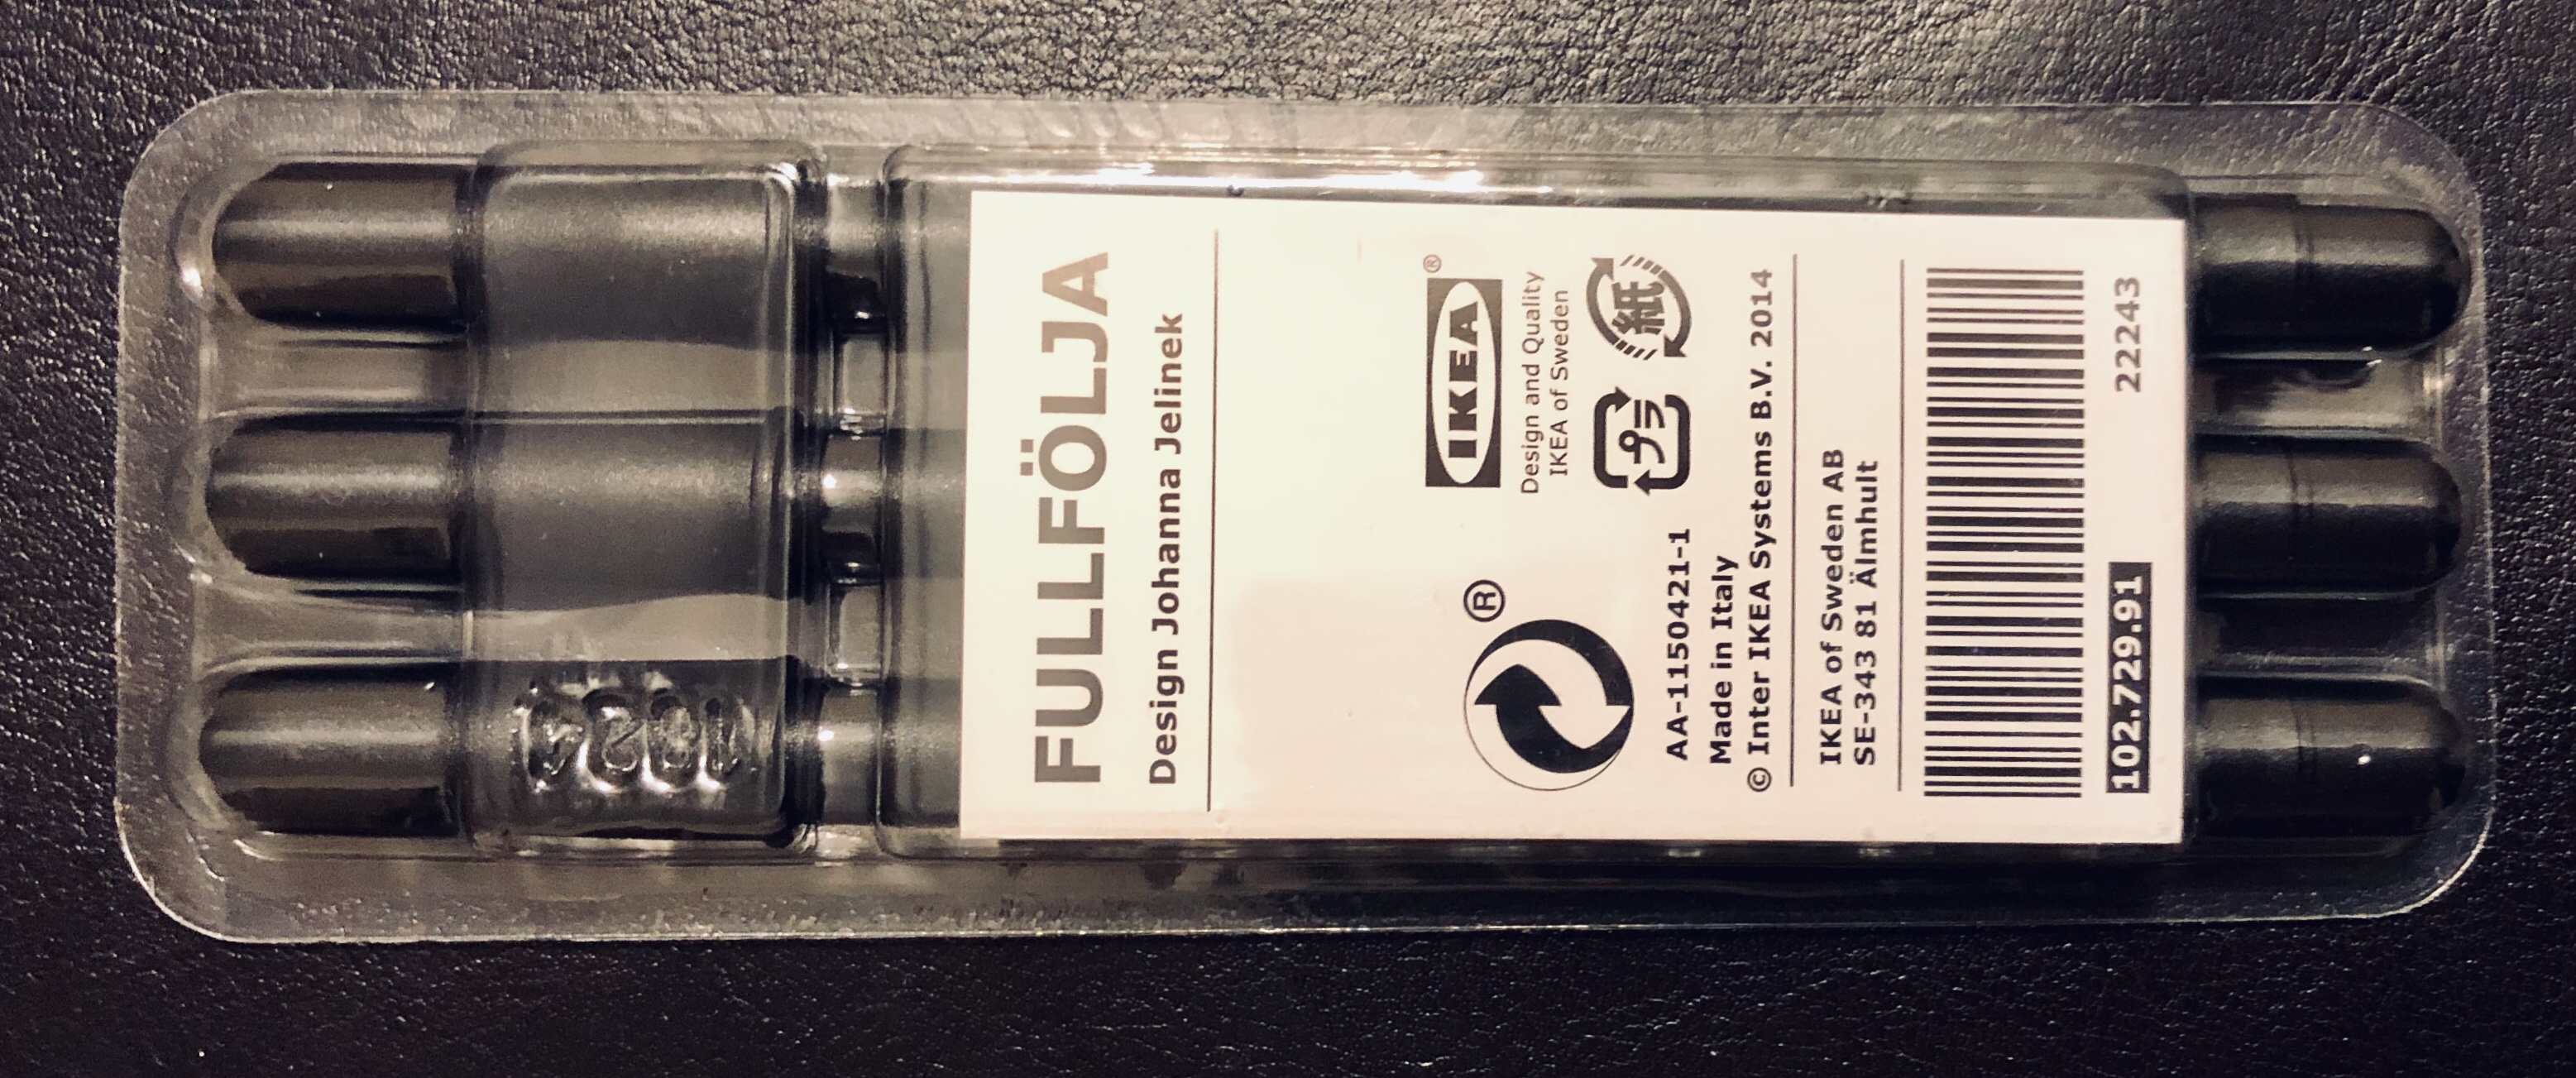 FULLFÖLJA
Design Johanna Jelinek
IKEA®
Design and Quality
IKEA of Sweden
®
プラ
紙
AA-1150421-1
Made in Italy
© Inter IKEA Systems B.V. 2014
IKEA of Sweden AB
SE-343 81 Älmhult
102.729.91
22243